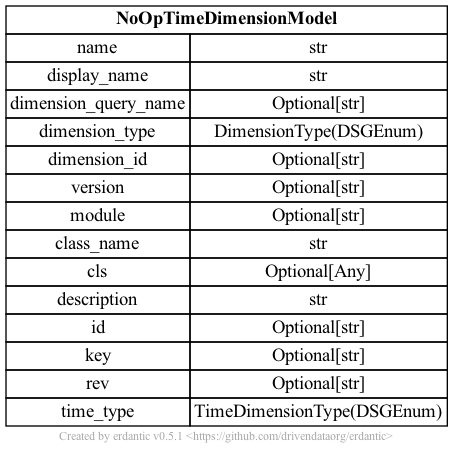 NoOpTimeDimensionModel
name str
display_name str
dimension_query_name Optional[str]
dimension_type DimensionType(DSGEnum)
dimension_id Optional[str]
version Optional[str]
module Optional[str]
class_name str
cls Optional[Any]
description str
id Optional[str]
key Optional[str]
rev Optional[str]
time_type TimeDimensionType(DSGEnum)
Created by erdantic v0.5.1 <https://github.com/drivendataorg/erdantic>